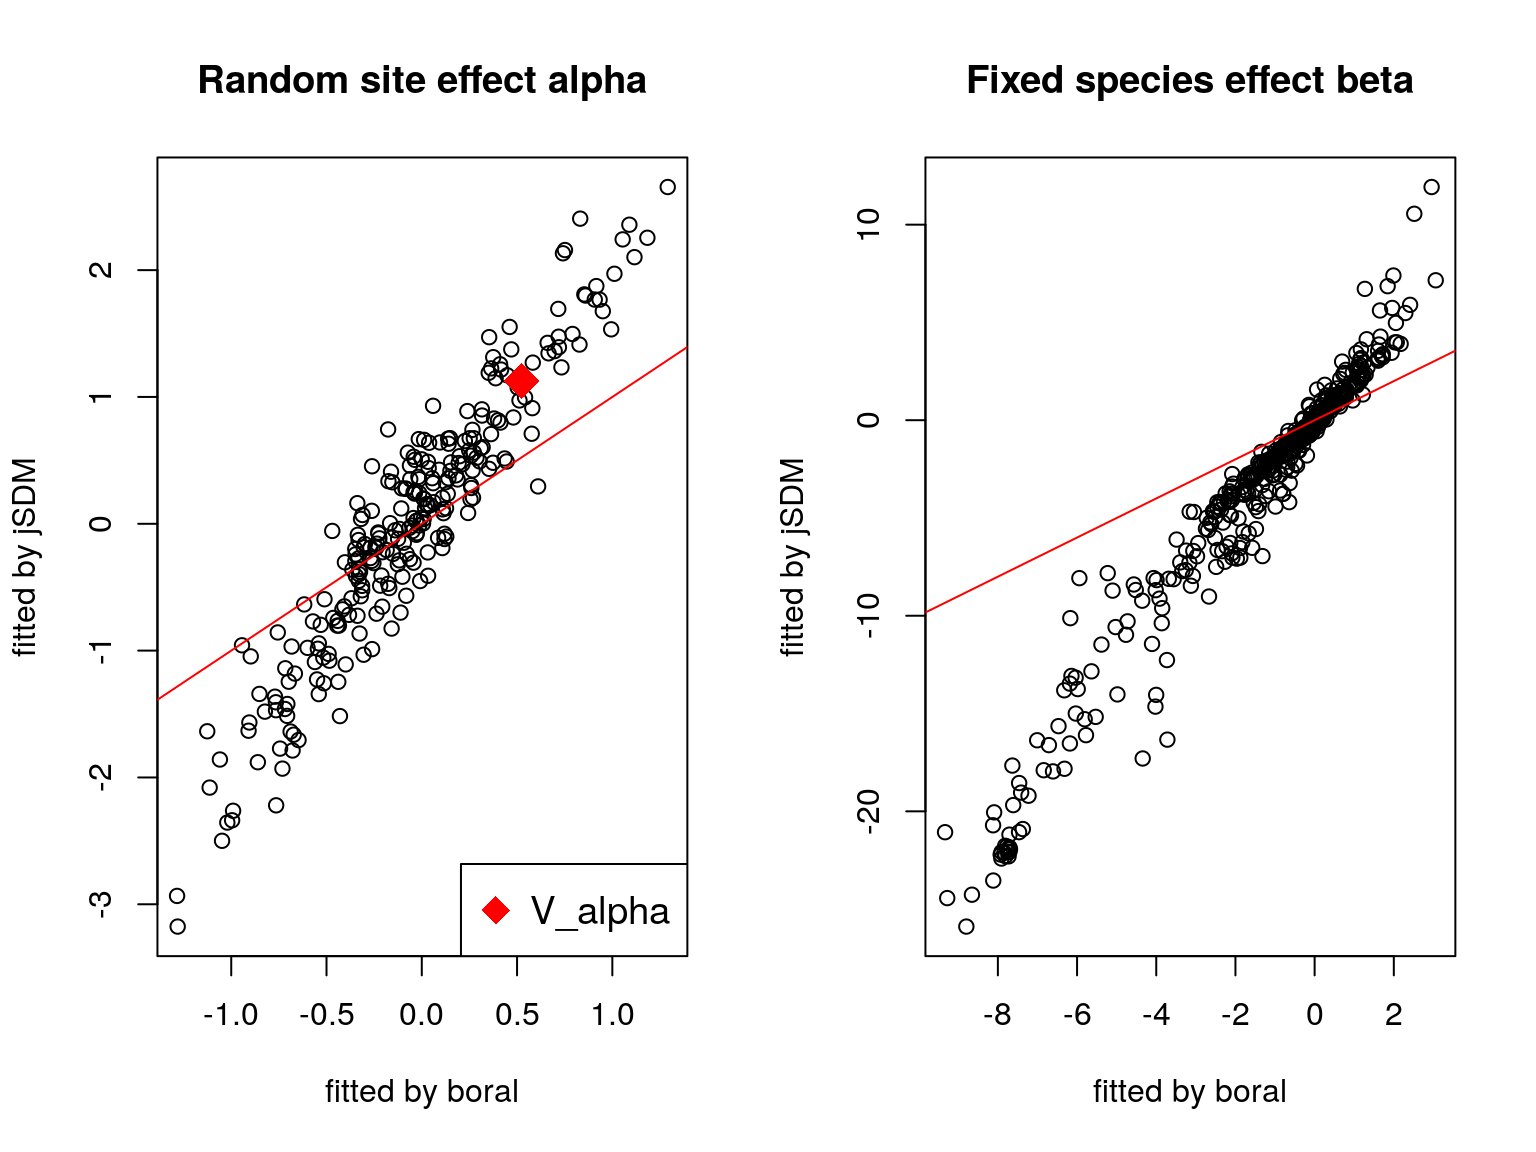 Random site effect alpha
fitted by jSDM
2
1
0
-1
-2
-3
V_alpha
-1.0 -0.5 0.0 0.5 1.0
fitted by boral
Fixed species effect beta
fitted by jSDM
10
0
-10
-20
-8 -6 -4 -2 0 2
fitted by boral